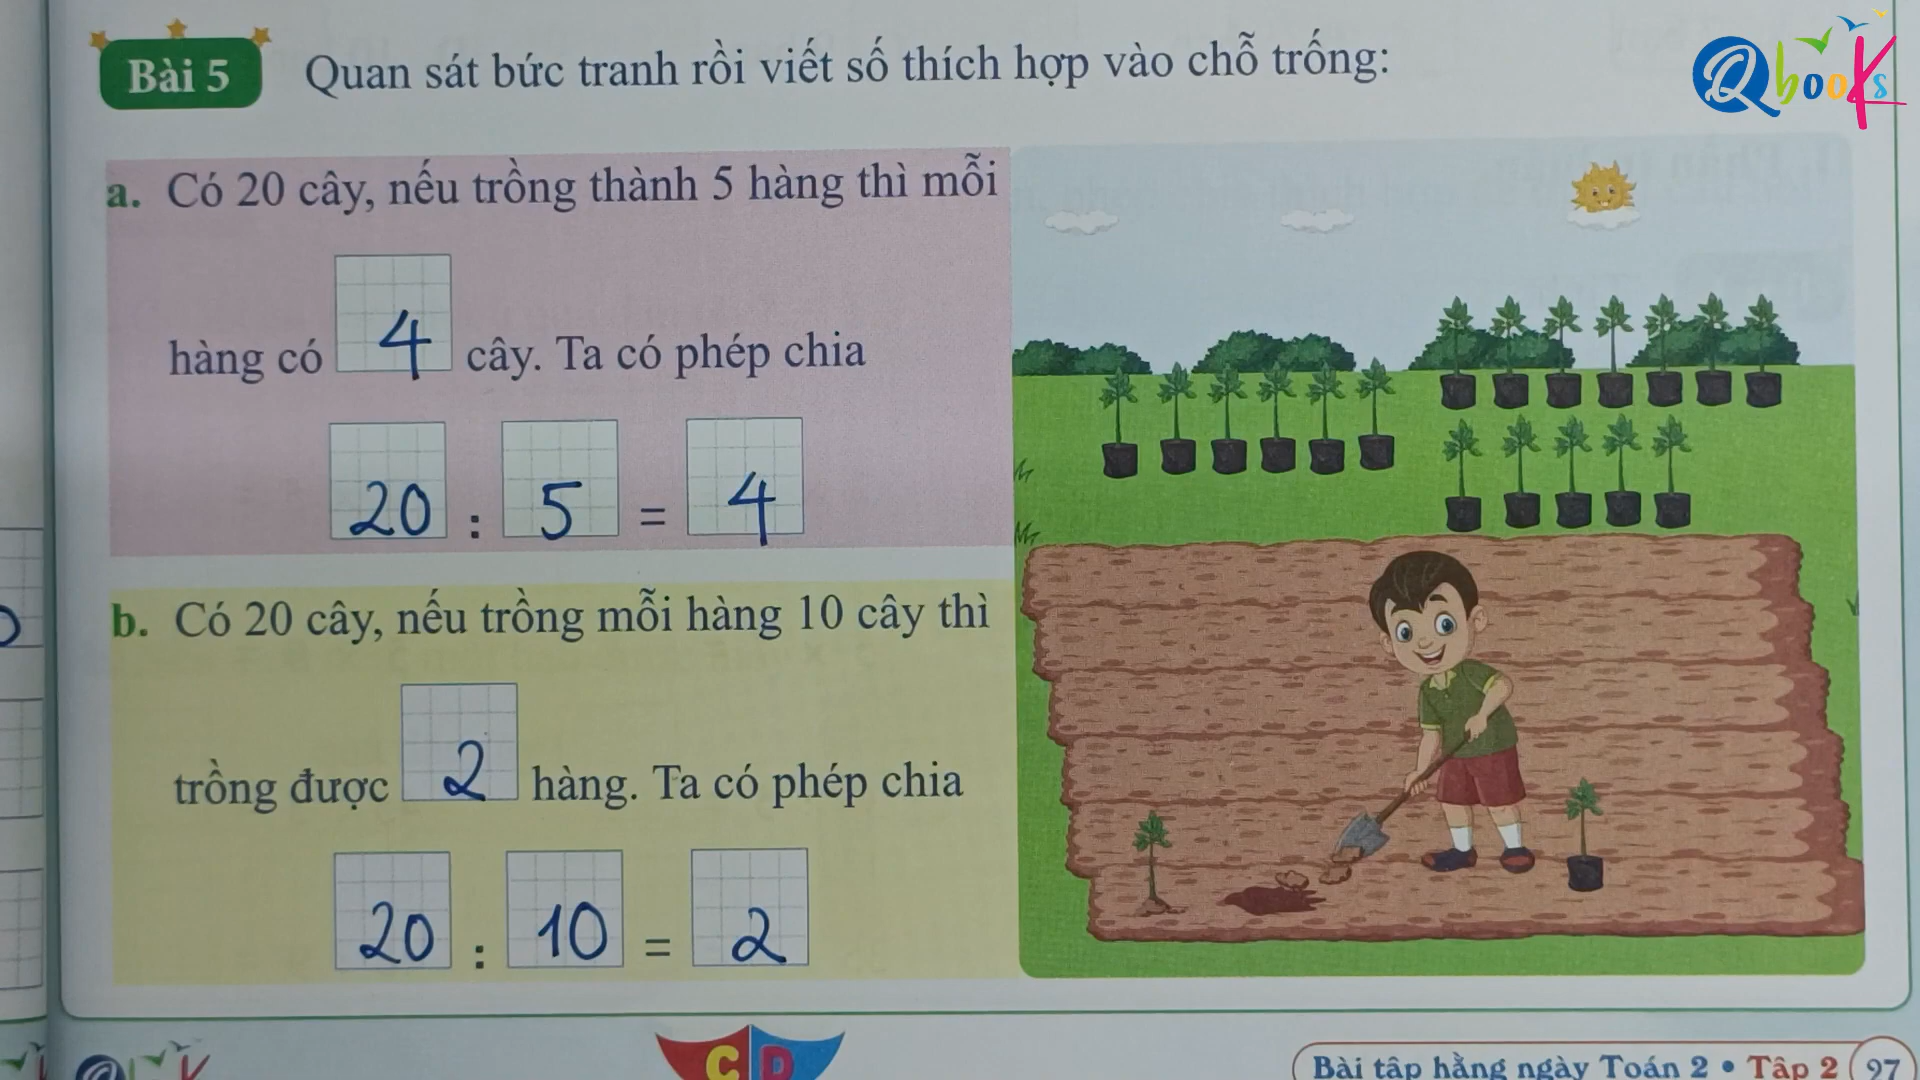 Qbooks
Bài 5 Quan sát bức tranh rồi viết số thích hợp vào chỗ trống:
a. Có 20 cây, nếu trồng thành 5 hàng thì mỗi
hàng có 4 cây. Ta có phép chia
20 : 5 = 4
b. Có 20 cây, nếu trồng mỗi hàng 10 cây thì
trồng được 2 hàng. Ta có phép chia
20 : 10 = 2
CD
Bài tập hằng ngày Toán 2 • Tập 2 97